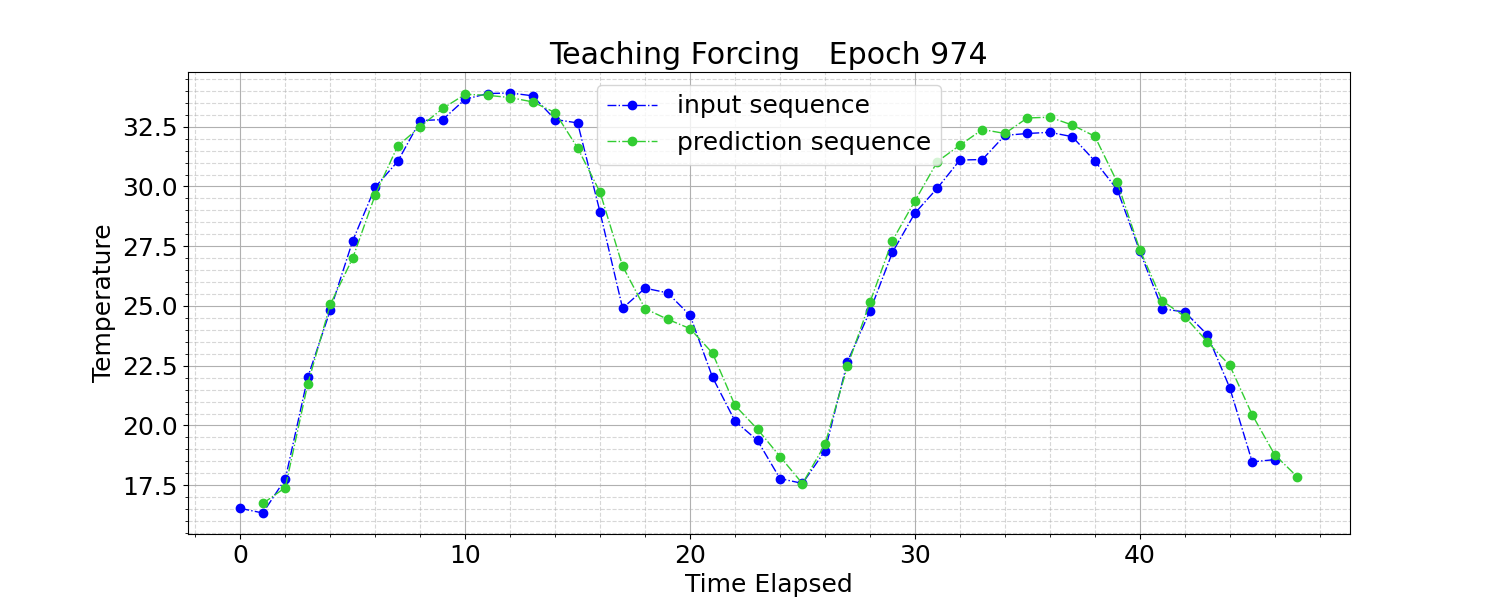 Teaching Forcing   Epoch 974
input sequence
prediction sequence
Temperature
32.5
30.0
27.5
25.0
22.5
20.0
17.5
0 10 20 30 40
Time Elapsed